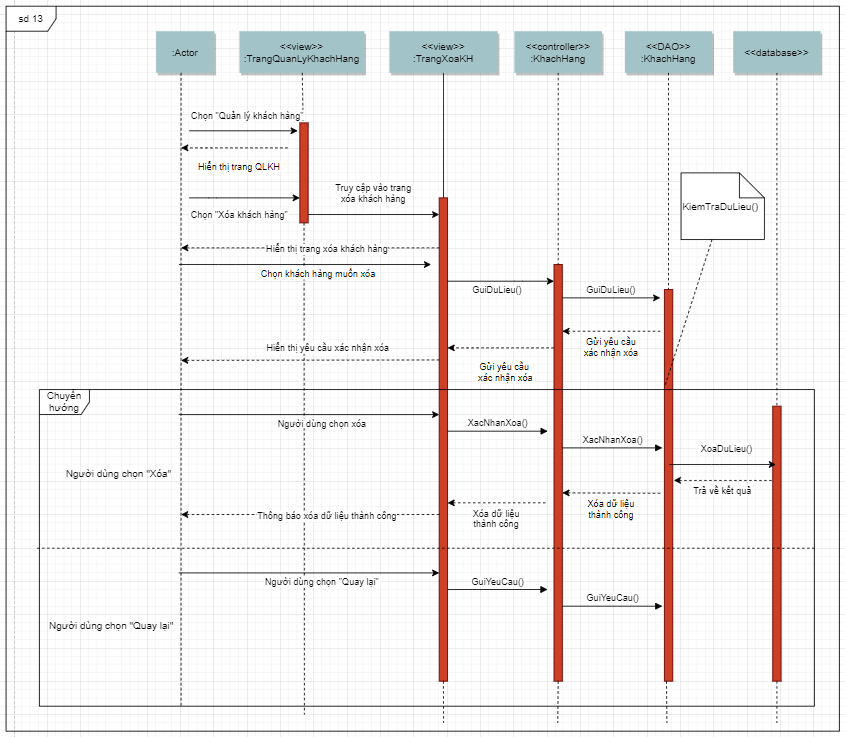 sd 13
:Actor
<<view>>
:TrangQuanLyKhachHang
<<view>>
:TrangXoaKH
<<controller>>
:KhachHang
<<DAO>>
:KhachHang
<<database>>
Chọn "Quản lý khách hàng"
Hiển thị trang QLKH
Truy cập vào trang
xóa khách hàng
Chọn "Xóa khách hàng"
KiemTraDuLieu()
Hiển thị trang xóa khách hàng
Chọn khách hàng muốn xóa
GuiDuLieu()
GuiDuLieu()
Gửi yêu cầu
xác nhận xóa
Hiển thị yêu cầu xác nhận xóa
Gửi yêu cầu
xác nhận xóa
Chuyển
hướng
Người dùng chọn xóa
XacNhanXoa()
XacNhanXoa()
XoaDuLieu()
Người dùng chọn "Xóa"
Trả về kết quả
Xóa dữ liệu
thành công
Xóa dữ liệu
thành công
Thông báo xóa dữ liệu thành công
Người dùng chọn "Quay lại"
GuiYeuCau()
GuiYeuCau()
Người dùng chọn "Quay lại"